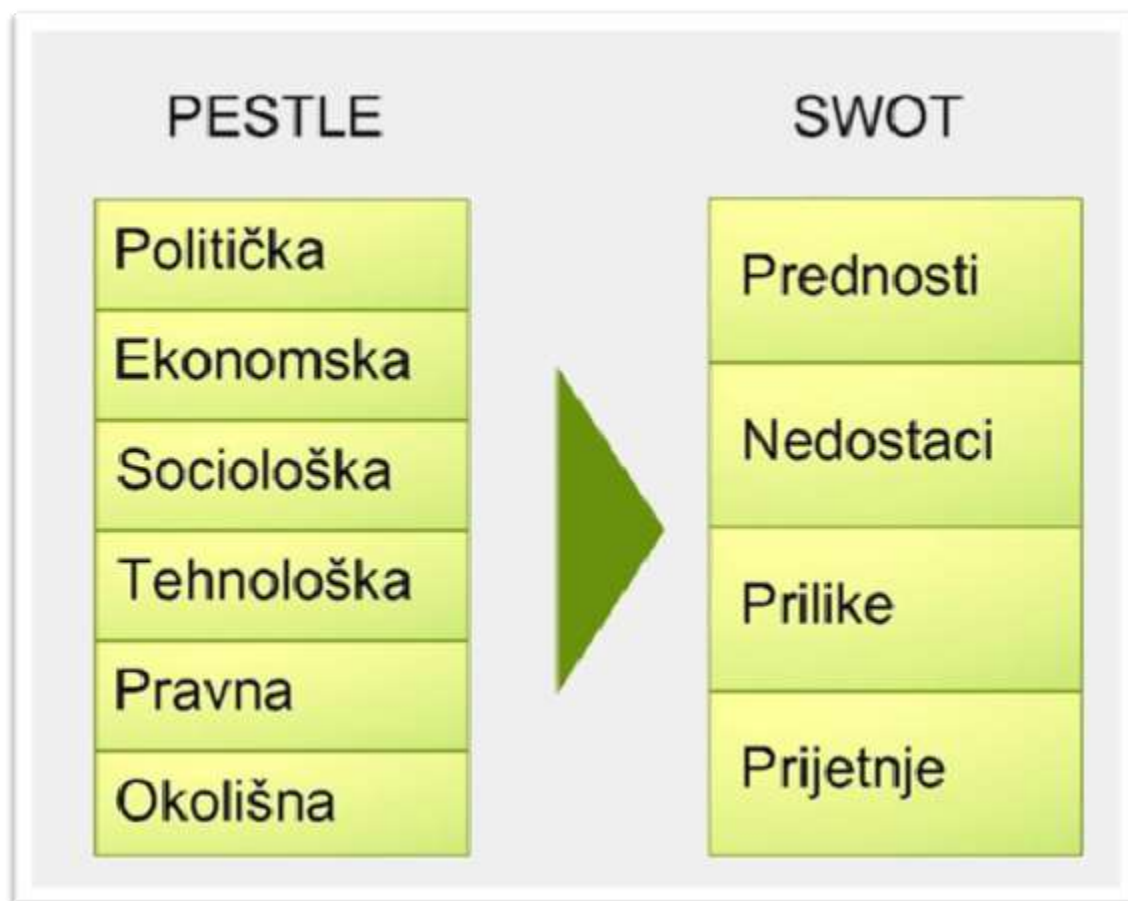 PESTLE
Politička
Ekonomska
Sociološka
Tehnološka
Pravna
Okolišna
SWOT
Prednosti
Nedostaci
Prilike
Prijetnje